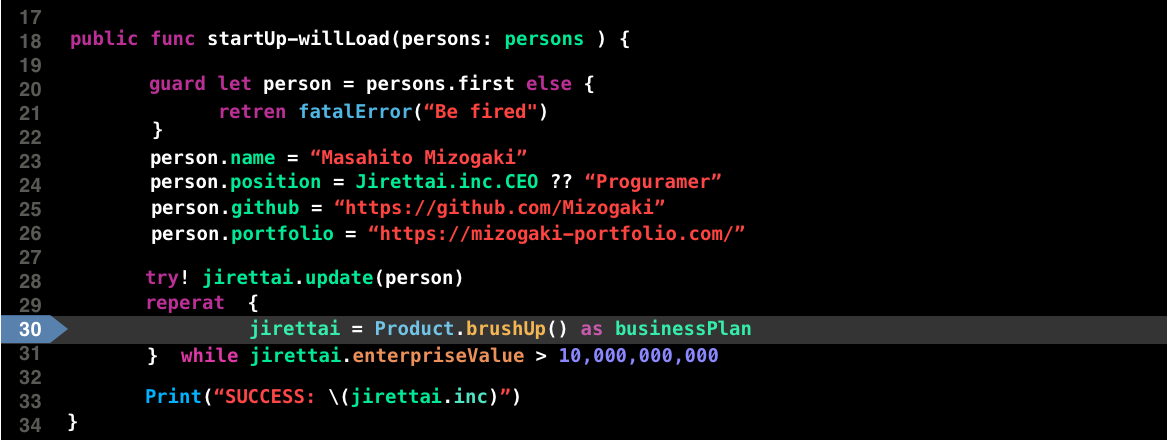 17
18 public func startUp-willLoad(persons: persons ) {
19
20 guard let person = persons.first else {
21 retren fatalError(“Be fired")
22 }
23 person.name = “Masahito Mizogaki”
24 person.position = Jirettai.inc.CEO ?? “Proguramer”
25 person.github = “https://github.com/Mizogaki”
26 person.portfolio = “https://mizogaki-portfolio.com/”
27
28 try! jirettai.update(person)
29 reperat {
30 jirettai = Product.brushUp() as businessPlan
31 } while jirettai.enterpriseValue > 10,000,000,000
32
33 Print(“SUCCESS: \(jirettai.inc)”)
34 }